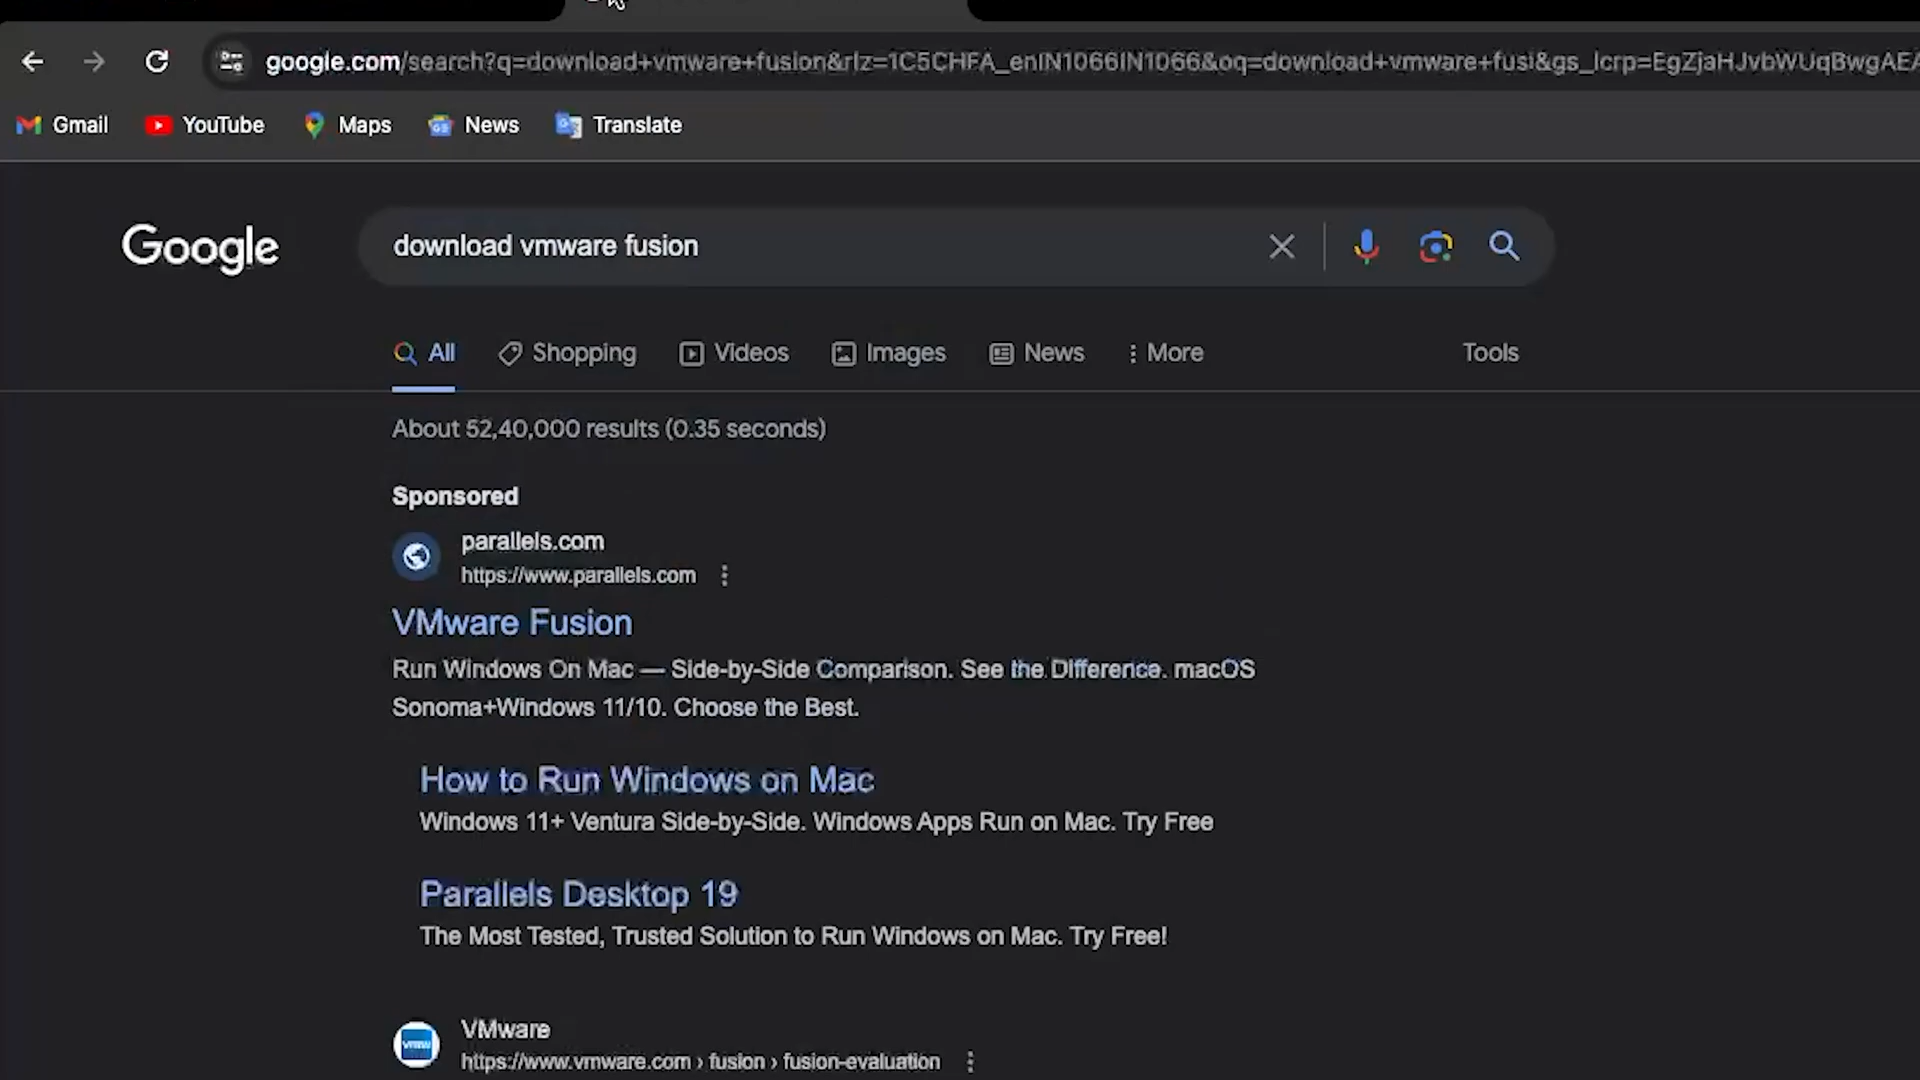 google.com/search?q=download+vmware+fusion&rlz=1C5CHFA_enIN1066IN1066&oq=download+vmware+fusi&gs_lcrp=EgZjaHJvbWUqBwgAEA
Gmail YouTube Maps News Translate
Google download vmware fusion
All Shopping Videos Images News More Tools
About 52,40,000 results (0.35 seconds)
Sponsored
parallels.com
https://www.parallels.com
VMware Fusion
Run Windows On Mac — Side-by-Side Comparison. See the Difference. macOS
Sonoma+Windows 11/10. Choose the Best.
How to Run Windows on Mac
Windows 11+ Ventura Side-by-Side. Windows Apps Run on Mac. Try Free
Parallels Desktop 19
The Most Tested, Trusted Solution to Run Windows on Mac. Try Free!
VMware
vmw
https://www.vmware.com › fusion › fusion-evaluation